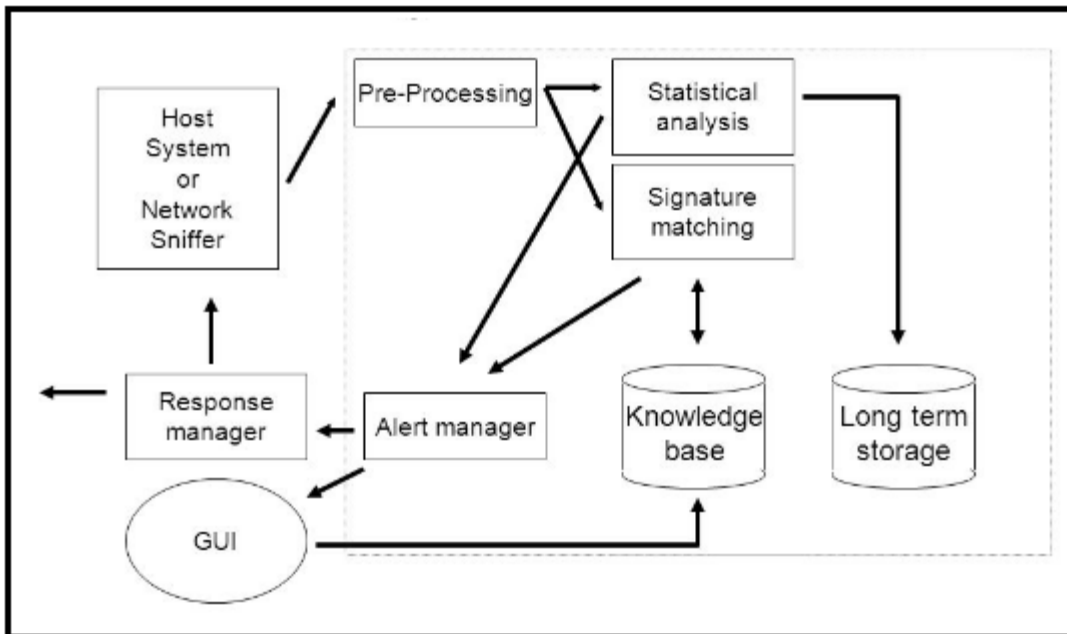 Pre-Processing
Statistical
analysis
Host
System
or
Network
Sniffer
Signature
matching
Response
manager
Alert manager
Knowledge
base
Long term
storage
GUI